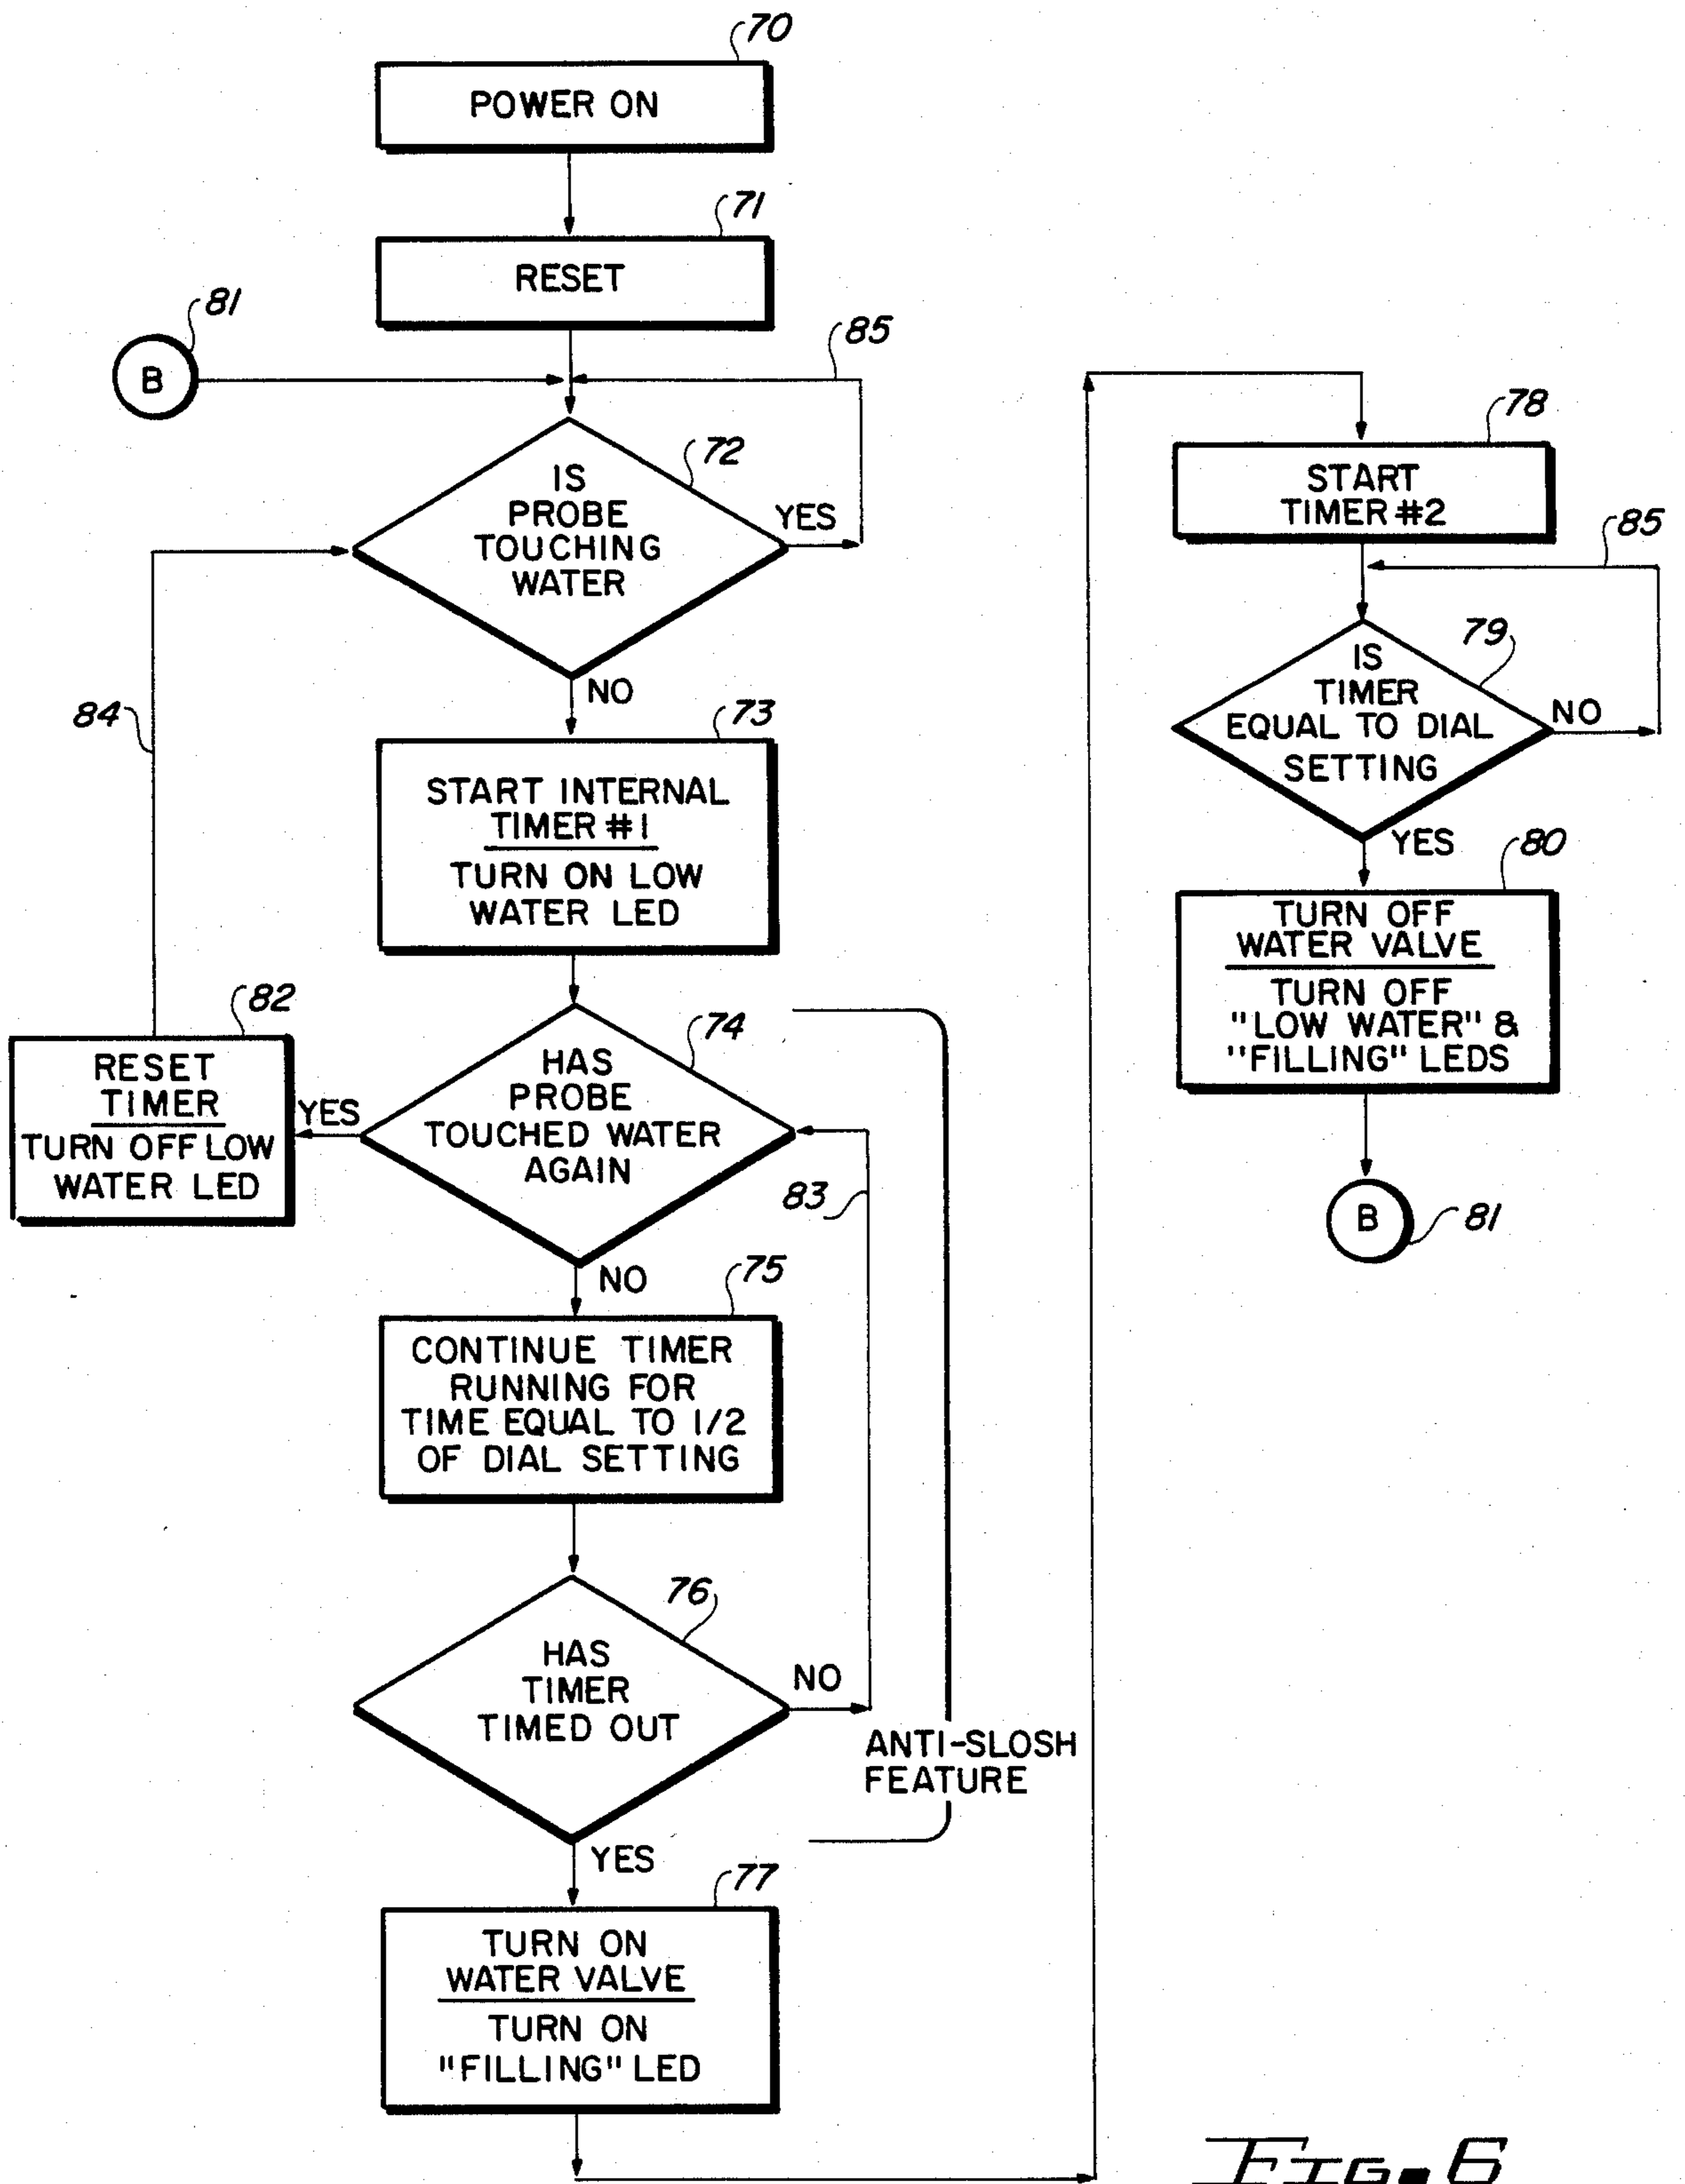 70
POWER ON
71
RESET
81
B
85
72
IS
PROBE
TOUCHING
WATER
YES
NO
84
73
START INTERNAL
TIMER #1
TURN ON LOW
WATER LED
82
RESET
TIMER
TURN OFF LOW
WATER LED
YES
74
HAS
PROBE
TOUCHED WATER
AGAIN
83
NO
75
CONTINUE TIMER
RUNNING FOR
TIME EQUAL TO 1/2
OF DIAL SETTING
76
HAS
TIMER
TIMED OUT
NO
ANTI-SLOSH
FEATURE
YES
77
TURN ON
WATER VALVE
TURN ON
"FILLING" LED
78
START
TIMER #2
85
79
IS
TIMER
EQUAL TO DIAL
SETTING
NO
YES
80
TURN OFF
WATER VALVE
TURN OFF
"LOW WATER" &
"FILLING" LEDS
B
81
FIG. 6